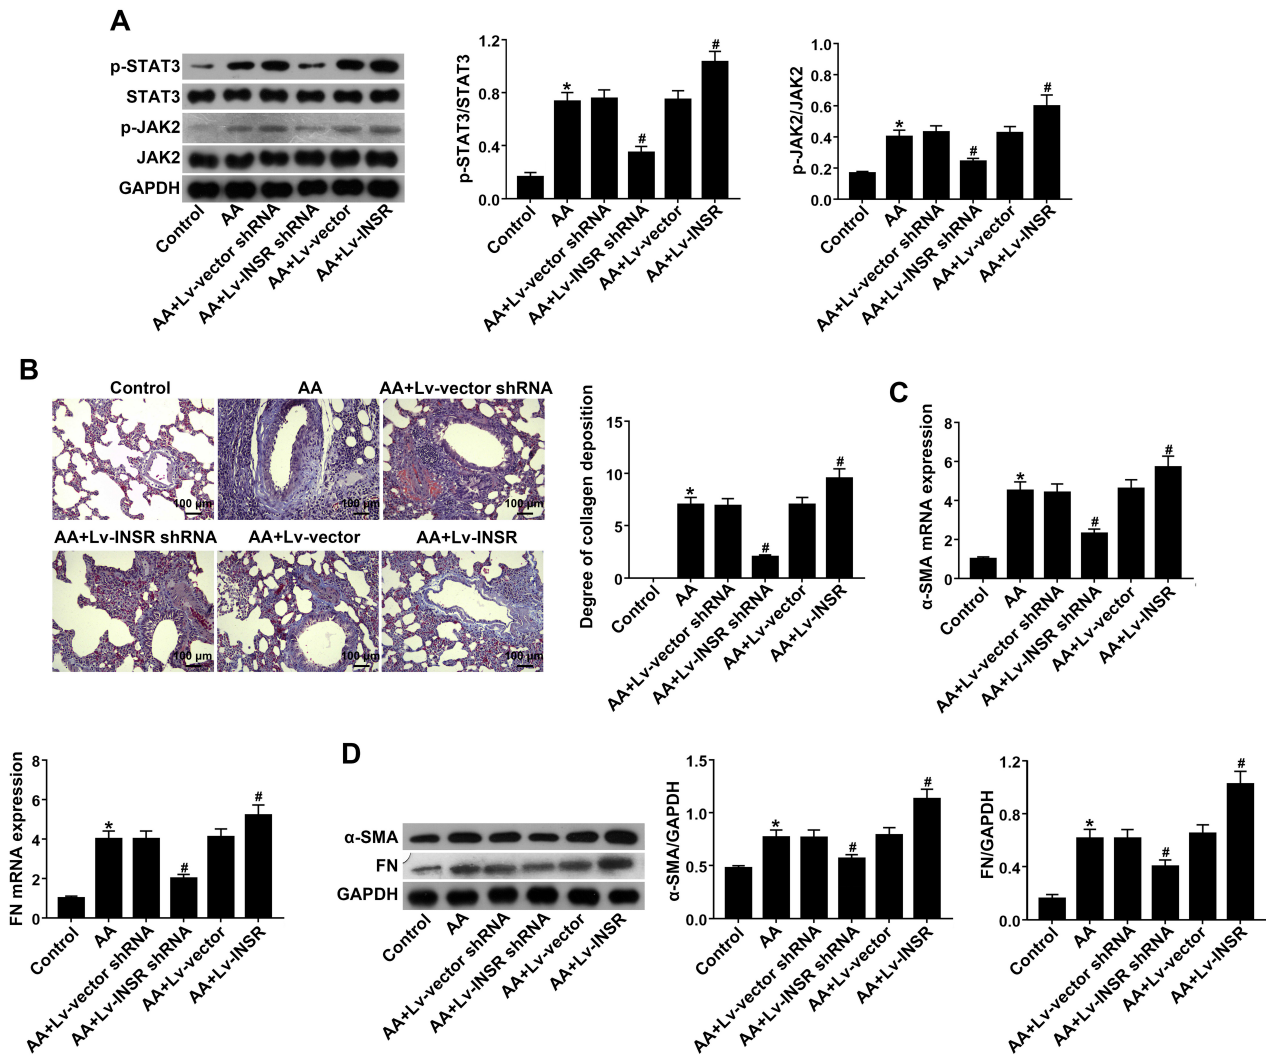 A
p-STAT3
STAT3
p-JAK2
JAK2
GAPDH
Control
AA
AA+Lv-vector shRNA
AA+Lv-INSR shRNA
AA+Lv-vector
AA+Lv-INSR
p-STAT3/STAT3
1.2
0.8
0.4
0.0
*
#
#
Control
AA
AA+Lv-vector shRNA
AA+Lv-INSR shRNA
AA+Lv-vector
AA+Lv-INSR
p-JAK2/JAK2
1.0
0.8
0.6
0.4
0.2
0.0
*
#
#
Control
AA
AA+Lv-vector shRNA
AA+Lv-INSR shRNA
AA+Lv-vector
AA+Lv-INSR
B
Control
AA
AA+Lv-vector shRNA
100 μm
100 μm
100 μm
AA+Lv-INSR shRNA
AA+Lv-vector
AA+Lv-INSR
100 μm
100 μm
100 μm
Degree of collagen deposition
15
10
5
0
*
#
#
Control
AA
AA+Lv-vector shRNA
AA+Lv-INSR shRNA
AA+Lv-vector
AA+Lv-INSR
C
α-SMA mRNA expression
8
6
4
2
0
*
#
#
Control
AA
AA+Lv-vector shRNA
AA+Lv-INSR shRNA
AA+Lv-vector
AA+Lv-INSR
FN mRNA expression
8
6
4
2
0
*
#
#
Control
AA
AA+Lv-vector shRNA
AA+Lv-INSR shRNA
AA+Lv-vector
AA+Lv-INSR
D
α-SMA
FN
GAPDH
Control
AA
AA+Lv-vector shRNA
AA+Lv-INSR shRNA
AA+Lv-vector
AA+Lv-INSR
α-SMA/GAPDH
1.5
1.0
0.5
0.0
*
#
#
Control
AA
AA+Lv-vector shRNA
AA+Lv-INSR shRNA
AA+Lv-vector
AA+Lv-INSR
FN/GAPDH
1.2
0.8
0.4
0.0
*
#
#
Control
AA
AA+Lv-vector shRNA
AA+Lv-INSR shRNA
AA+Lv-vector
AA+Lv-INSR